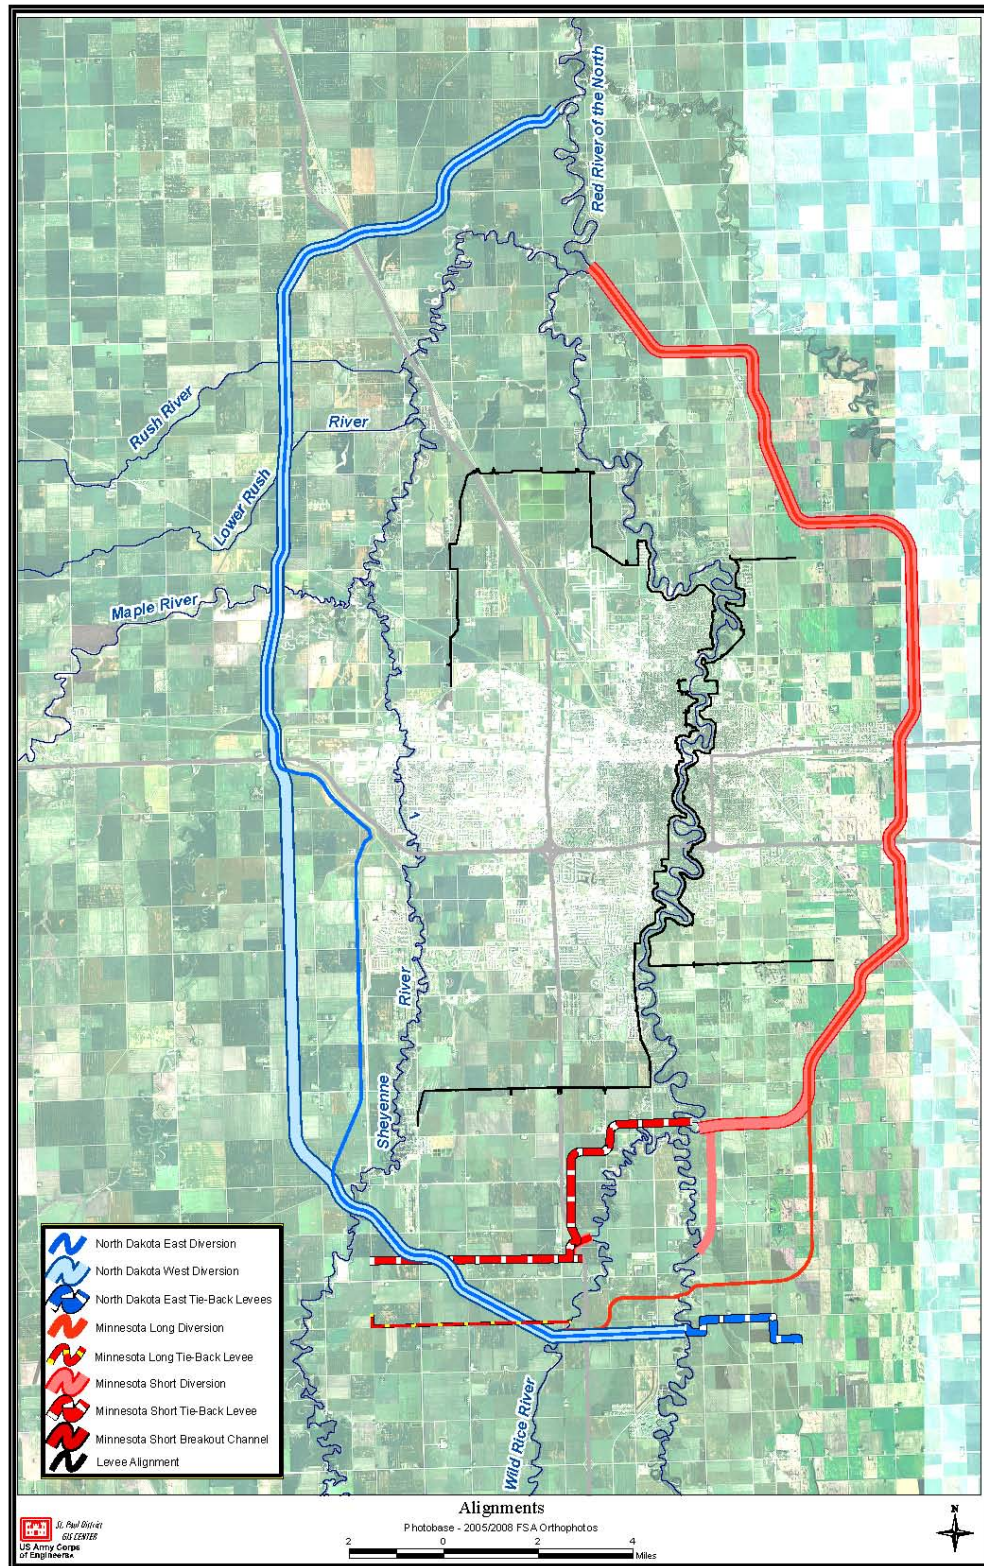 Red River of the North
Rush River
River
Lower Rush
Maple River
River
Sheyenne
Wild Rice River
North Dakota East Diversion
North Dakota West Diversion
North Dakota East Tie-Back Levees
Minnesota Long Diversion
Minnesota Long Tie-Back Levee
Minnesota Short Diversion
Minnesota Short Tie-Back Levee
Minnesota Short Breakout Channel
Levee Alignment
Alignments
Photobase - 2005/2008 FSA Orthophotos
2 0 2 4
Miles
N
St. Paul District
GIS CENTER
US Army Corps
of Engineers®